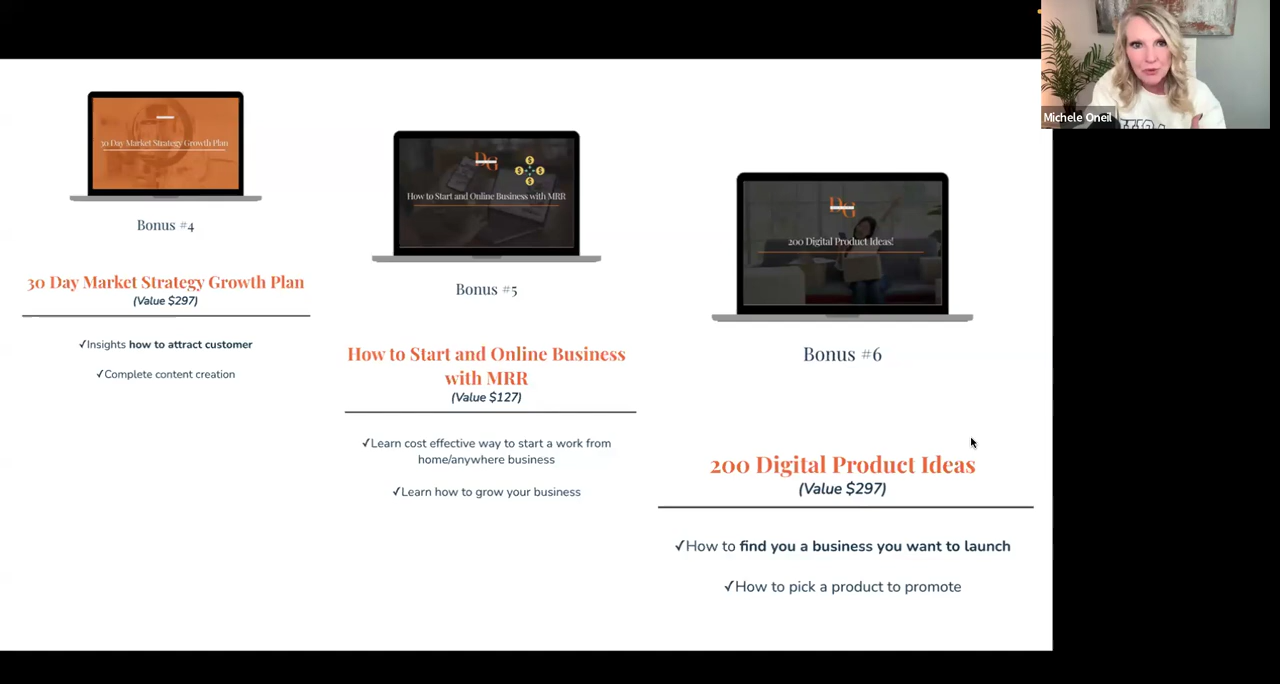 Michele Oneil
30 Day Market Strategy Growth Plan
Bonus #4
30 Day Market Strategy Growth Plan
(Value $297)
✓Insights how to attract customer
✓Complete content creation
DG
How to Start and Online Business with MRR
Bonus #5
How to Start and Online Business
with MRR
(Value $127)
✓Learn cost effective way to start a work from
home/anywhere business
✓Learn how to grow your business
DG
200 Digital Product Ideas!
Bonus #6
200 Digital Product Ideas
(Value $297)
✓How to find you a business you want to launch
✓How to pick a product to promote